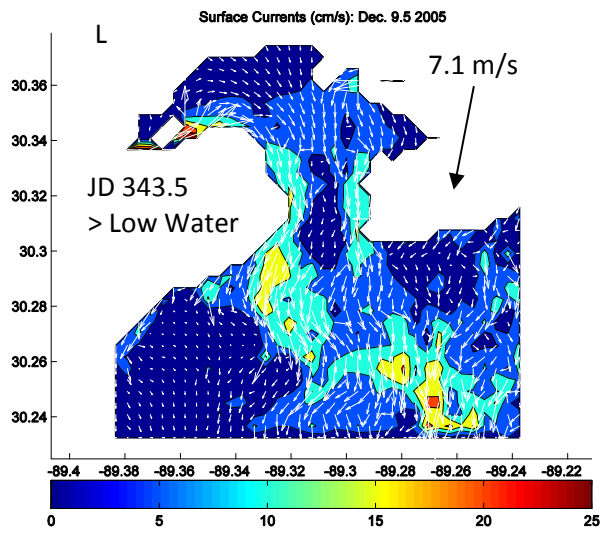 Surface Currents (cm/s): Dec. 9.5 2005
L
7.1 m/s
JD 343.5
> Low Water
30.36
30.34
30.32
30.3
30.28
30.26
30.24
-89.4 -89.38 -89.36 -89.34 -89.32 -89.3 -89.28 -89.26 -89.24 -89.22
0 5 10 15 20 25